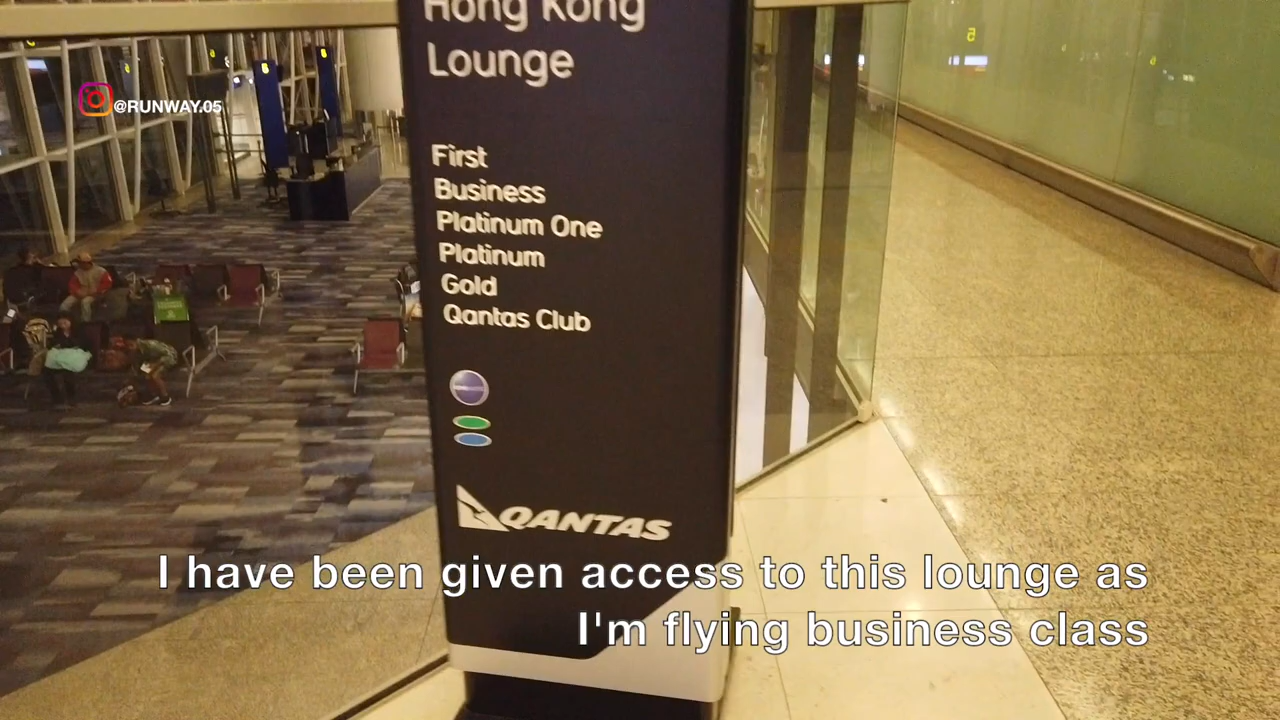 Hong Kong
Lounge
@RUNWAY.05
First
Business
Platinum One
Platinum
Gold
Qantas Club
QANTAS
I have been given access to this lounge as
I'm flying business class